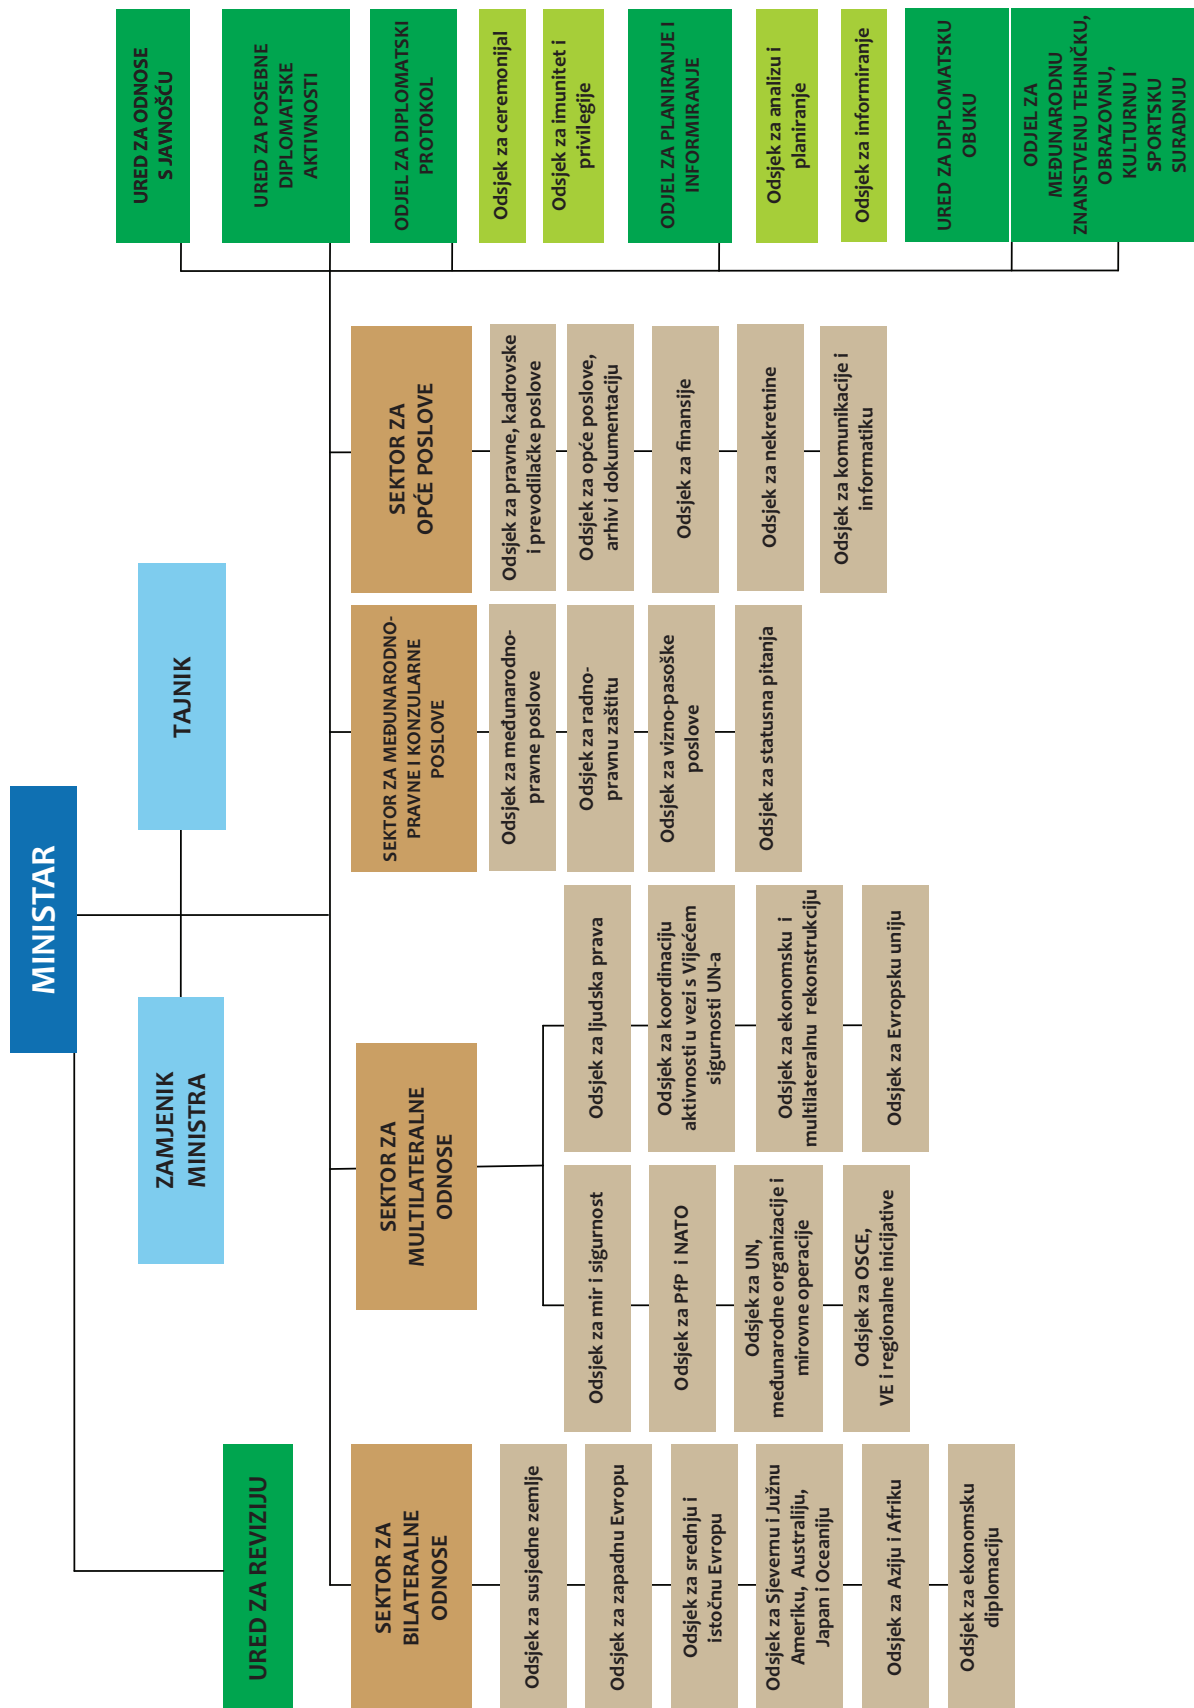 MINISTAR
ZAMJENIK
MINISTRA
TAJNIK
URED ZA REVIZIJU
SEKTOR ZA
BILATERALNE
ODNOSE
Odsjek za susjedne zemlje
Odsjek za zapadnu Evropu
Odsjek za srednju i
istočnu Evropu
Odsjek za Sjevernu i Južnu
Ameriku, Australiju,
Japan i Oceaniju
Odsjek za Aziju i Afriku
Odsjek za ekonomsku
diplomaciju
SEKTOR ZA
MULTILATERALNE
ODNOSE
Odsjek za mir i sigurnost
Odsjek za PfP i NATO
Odsjek za UN,
međunarodne organizacije i
mirovne operacije
Odsjek za OSCE,
VE i regionalne inicijative
Odsjek za ljudska prava
Odsjek za koordinaciju
aktivnosti u vezi s Vijećem
sigurnosti UN-a
Odsjek za ekonomsku i
multilateralnu rekonstrukciju
Odsjek za Evropsku uniju
SEKTOR ZA MEĐUNARODNO-
PRAVNE I KONZULARNE
POSLOVE
Odsjek za međunarodno-
pravne poslove
Odsjek za radno-
pravnu zaštitu
Odsjek za vizno-pasoške
poslove
Odsjek za statusna pitanja
SEKTOR ZA
OPĆE POSLOVE
Odsjek za pravne, kadrovske
i prevodilačke poslove
Odsjek za opće poslove,
arhiv i dokumentaciju
Odsjek za finansije
Odsjek za nekretnine
Odsjek za komunikacije i
informatiku
URED ZA ODNOSE
S JAVNOŠĆU
URED ZA POSEBNE
DIPLOMATSKE
AKTIVNOSTI
ODJEL ZA DIPLOMATSKI
PROTOKOL
Odsjek za ceremonijal
Odsjek za imunitet i
privilegije
ODJEL ZA PLANIRANJE I
INFORMIRANJE
Odsjek za analizu i
planiranje
Odsjek za informiranje
URED ZA DIPLOMATSKU
OBUKU
ODJEL ZA
MEĐUNARODNU
ZNANSTVENU TEHNIČKU,
OBRAZOVNU,
KULTURNU I
SPORTSKU
SURADNJU